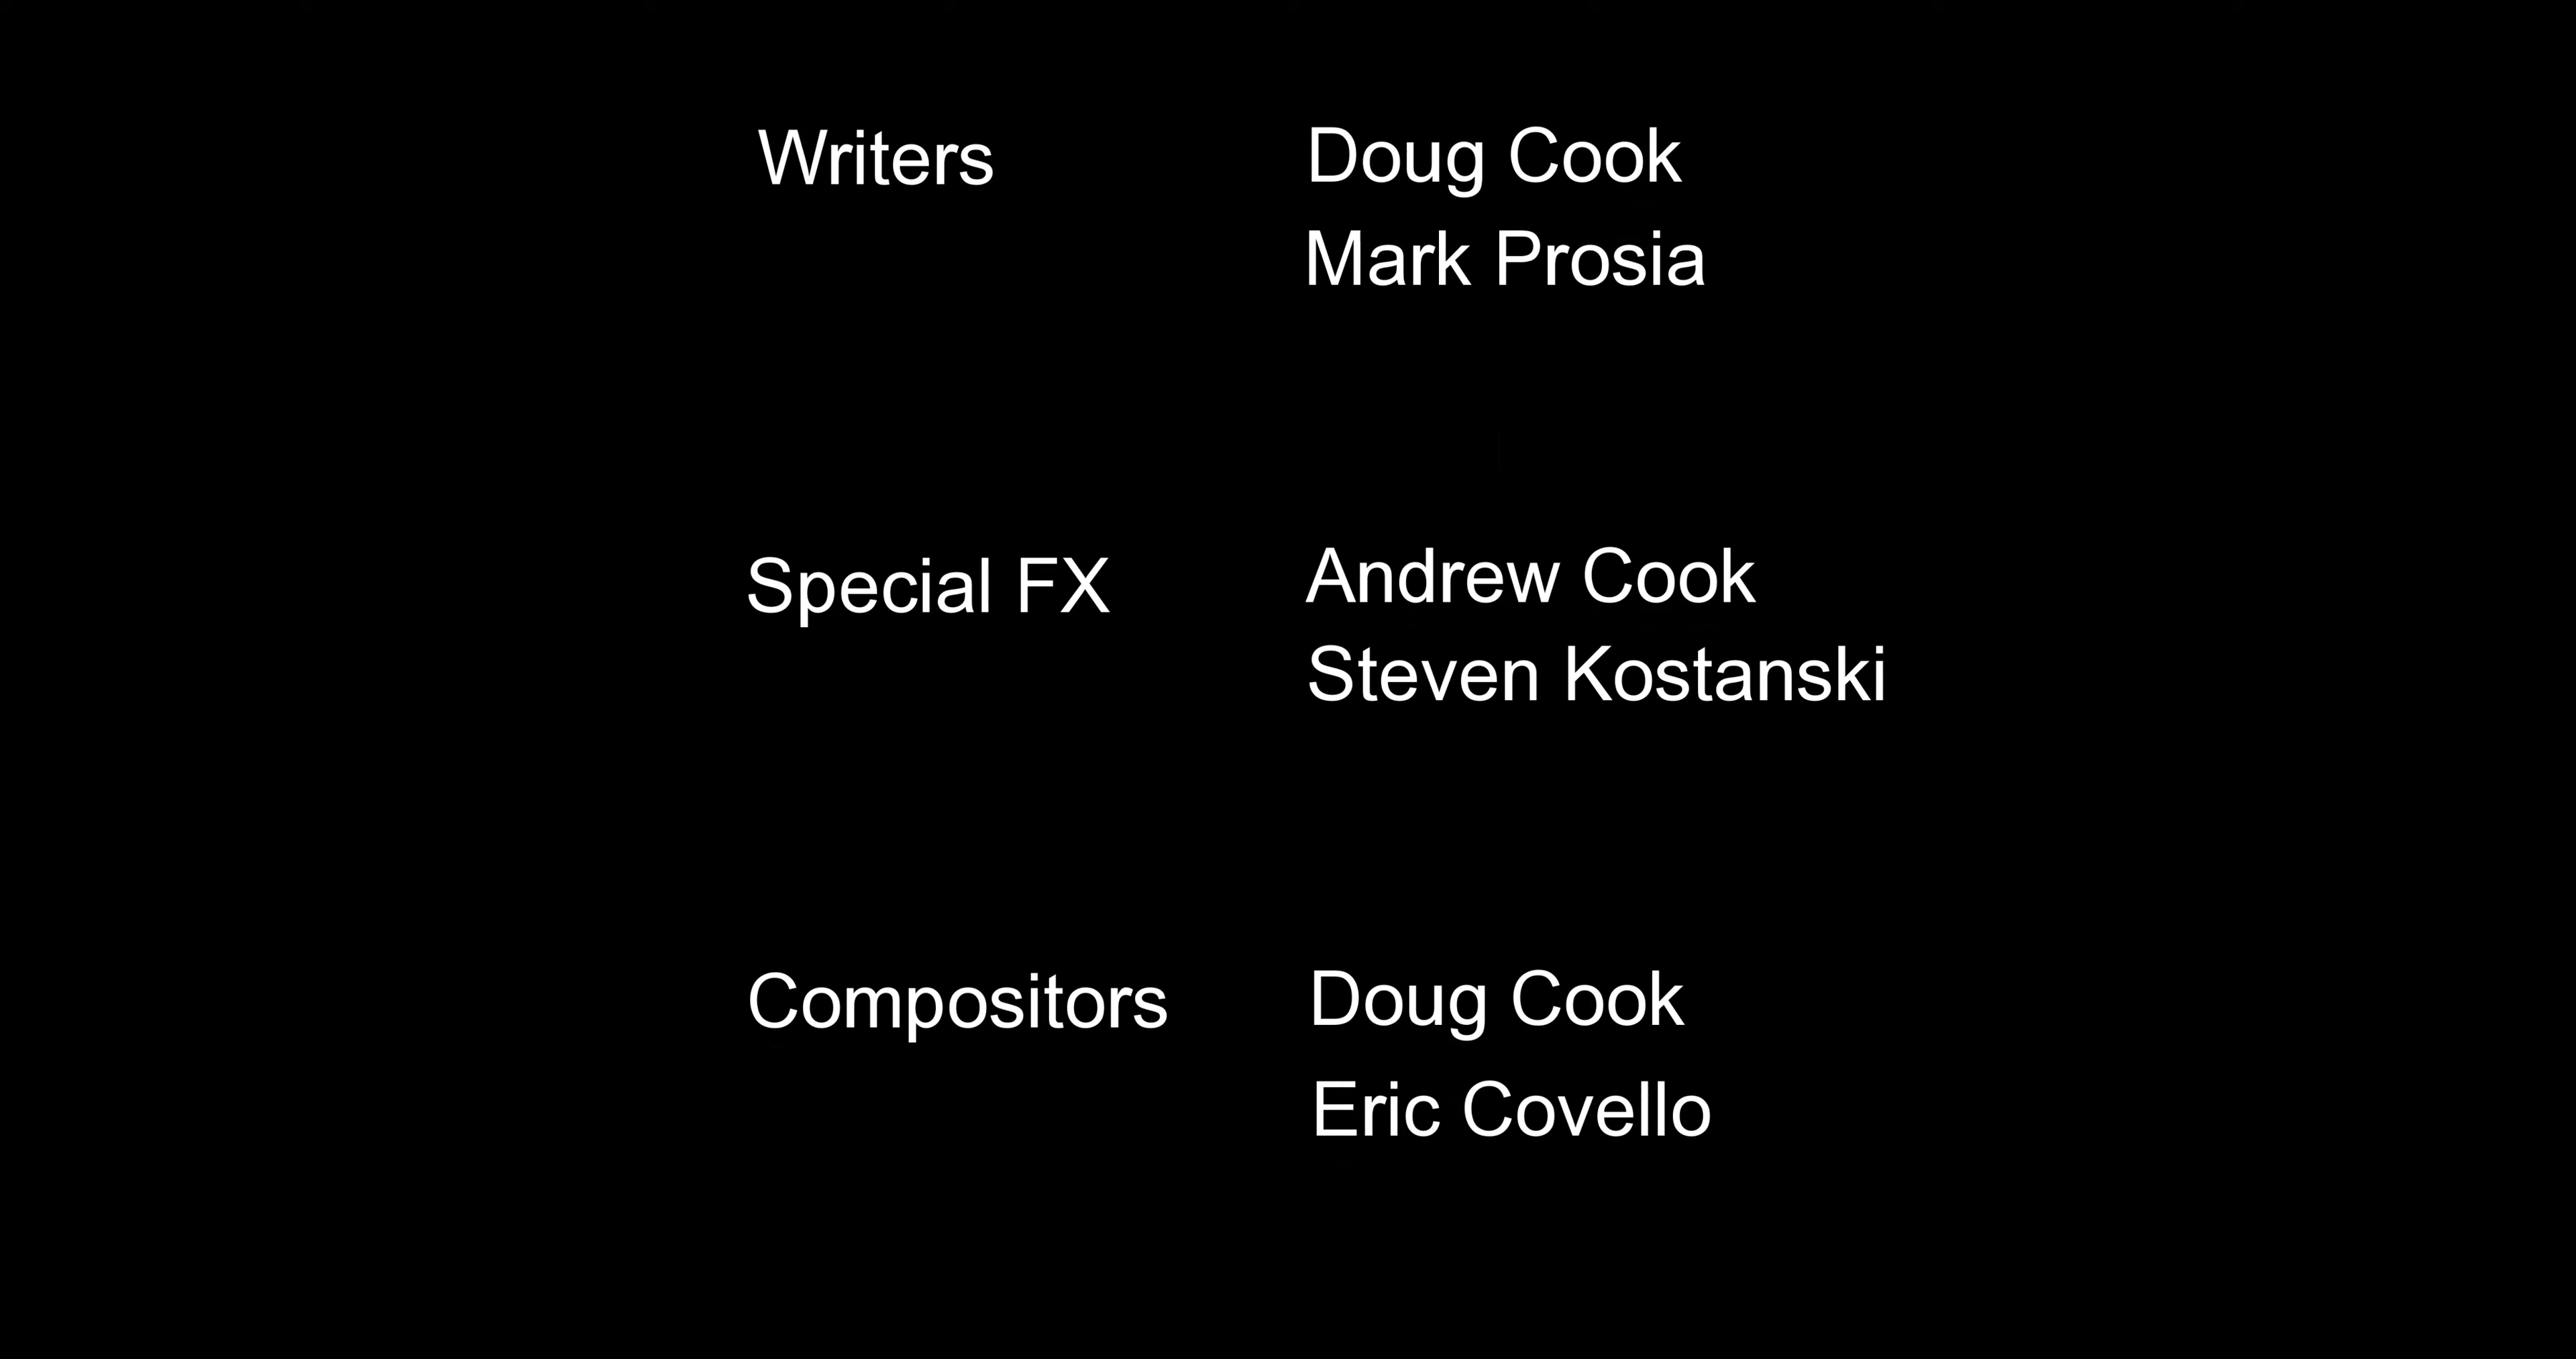 Writers Doug Cook
Mark Prosia
Special FX Andrew Cook
Steven Kostanski
Compositors Doug Cook
Eric Covello